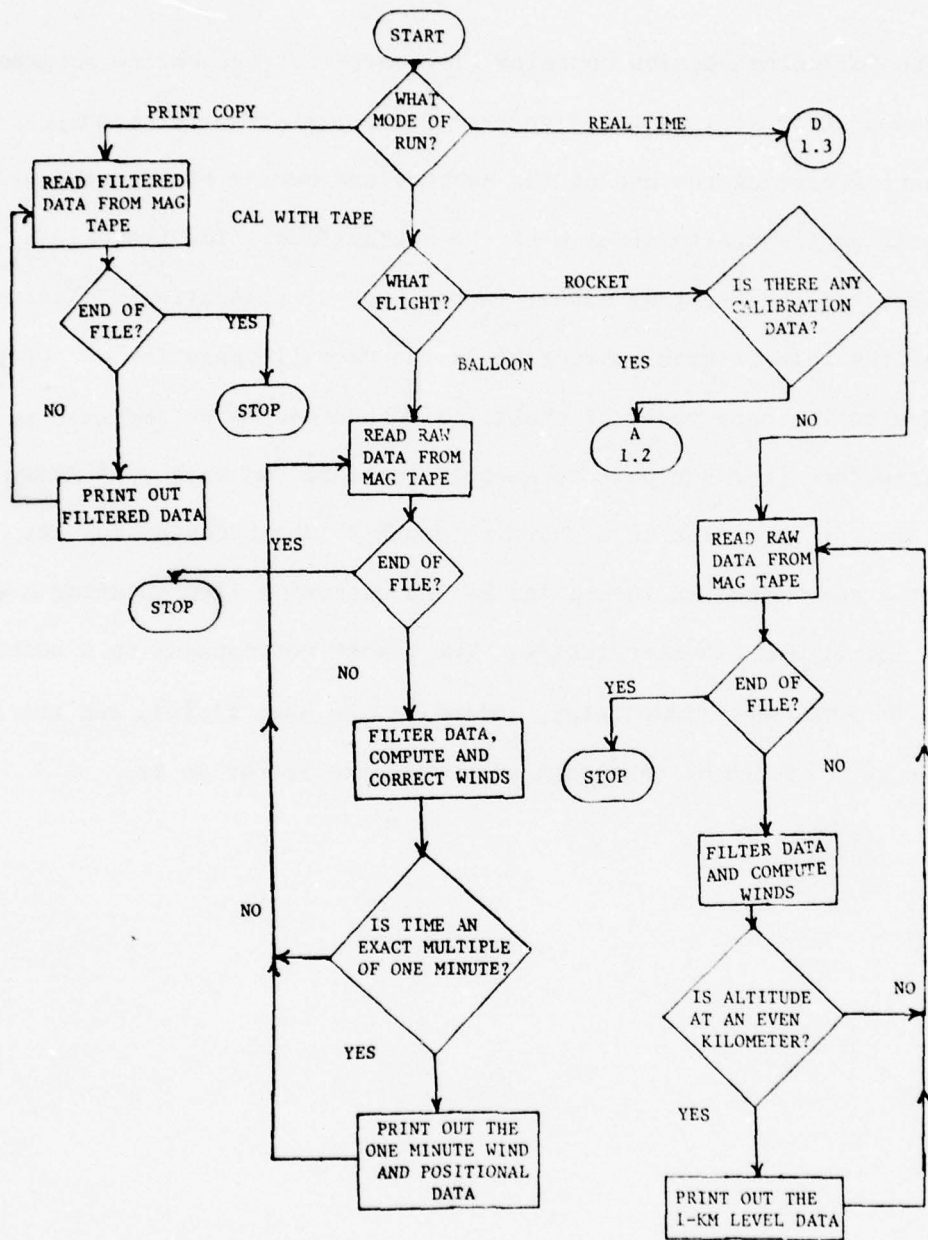 START
WHAT
MODE OF
RUN?
PRINT COPY
REAL TIME
D
1.3
READ FILTERED
DATA FROM MAG
TAPE
CAL WITH TAPE
WHAT
FLIGHT?
ROCKET
IS THERE ANY
CALIBRATION
DATA?
END OF
FILE?
YES
STOP
NO
PRINT OUT
FILTERED DATA
BALLOON
YES
A
1.2
NO
READ RAW
DATA FROM
MAG TAPE
YES
END OF
FILE?
STOP
NO
FILTER DATA,
COMPUTE AND
CORRECT WINDS
NO
IS TIME AN
EXACT MULTIPLE
OF ONE MINUTE?
YES
PRINT OUT THE
ONE MINUTE WIND
AND POSITIONAL
DATA
READ RAW
DATA FROM
MAG TAPE
YES
END OF
FILE?
STOP
NO
FILTER DATA
AND COMPUTE
WINDS
IS ALTITUDE
AT AN EVEN
KILOMETER?
NO
YES
PRINT OUT THE
1-KM LEVEL DATA